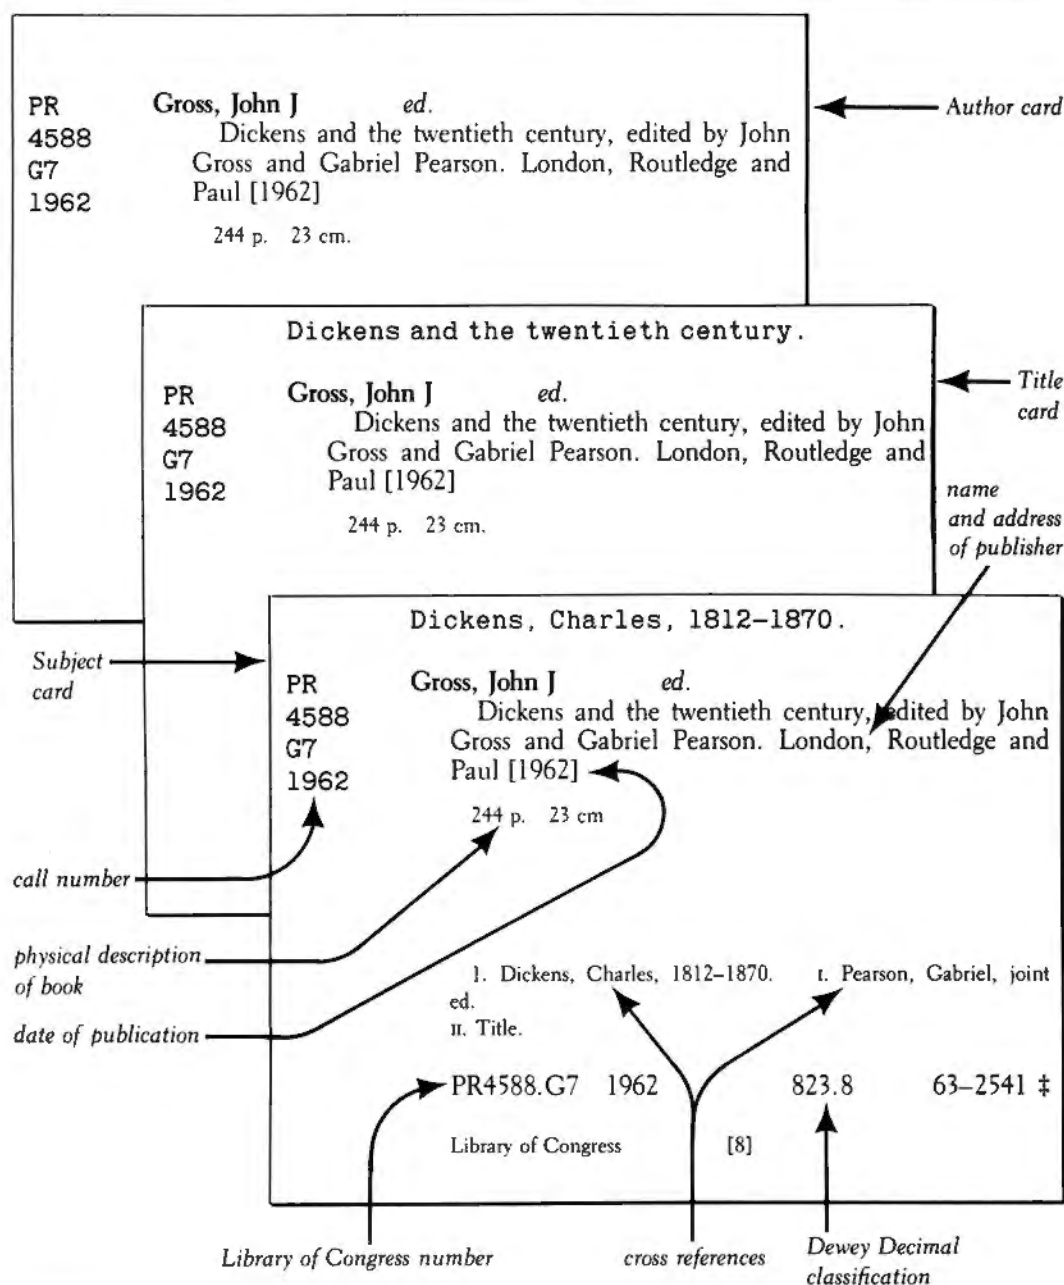 PR
4588
G7
1962
Gross, John J ed.
Dickens and the twentieth century, edited by John
Gross and Gabriel Pearson. London, Routledge and
Paul [1962]
244 p. 23 cm.
Author card
Dickens and the twentieth century.
PR
4588
G7
1962
Gross, John J ed.
Dickens and the twentieth century, edited by John
Gross and Gabriel Pearson. London, Routledge and
Paul [1962]
244 p. 23 cm.
Title
card
name
and address
of publisher
Subject
card
Dickens, Charles, 1812–1870.
PR
4588
G7
1962
Gross, John J ed.
Dickens and the twentieth century, edited by John
Gross and Gabriel Pearson. London, Routledge and
Paul [1962]
244 p. 23 cm
call number
physical description
of book
date of publication
1. Dickens, Charles, 1812–1870. I. Pearson, Gabriel, joint
ed.
II. Title.
PR4588.G7 1962 823.8 63–2541 ‡
Library of Congress [8]
Library of Congress number
cross references
Dewey Decimal
classification